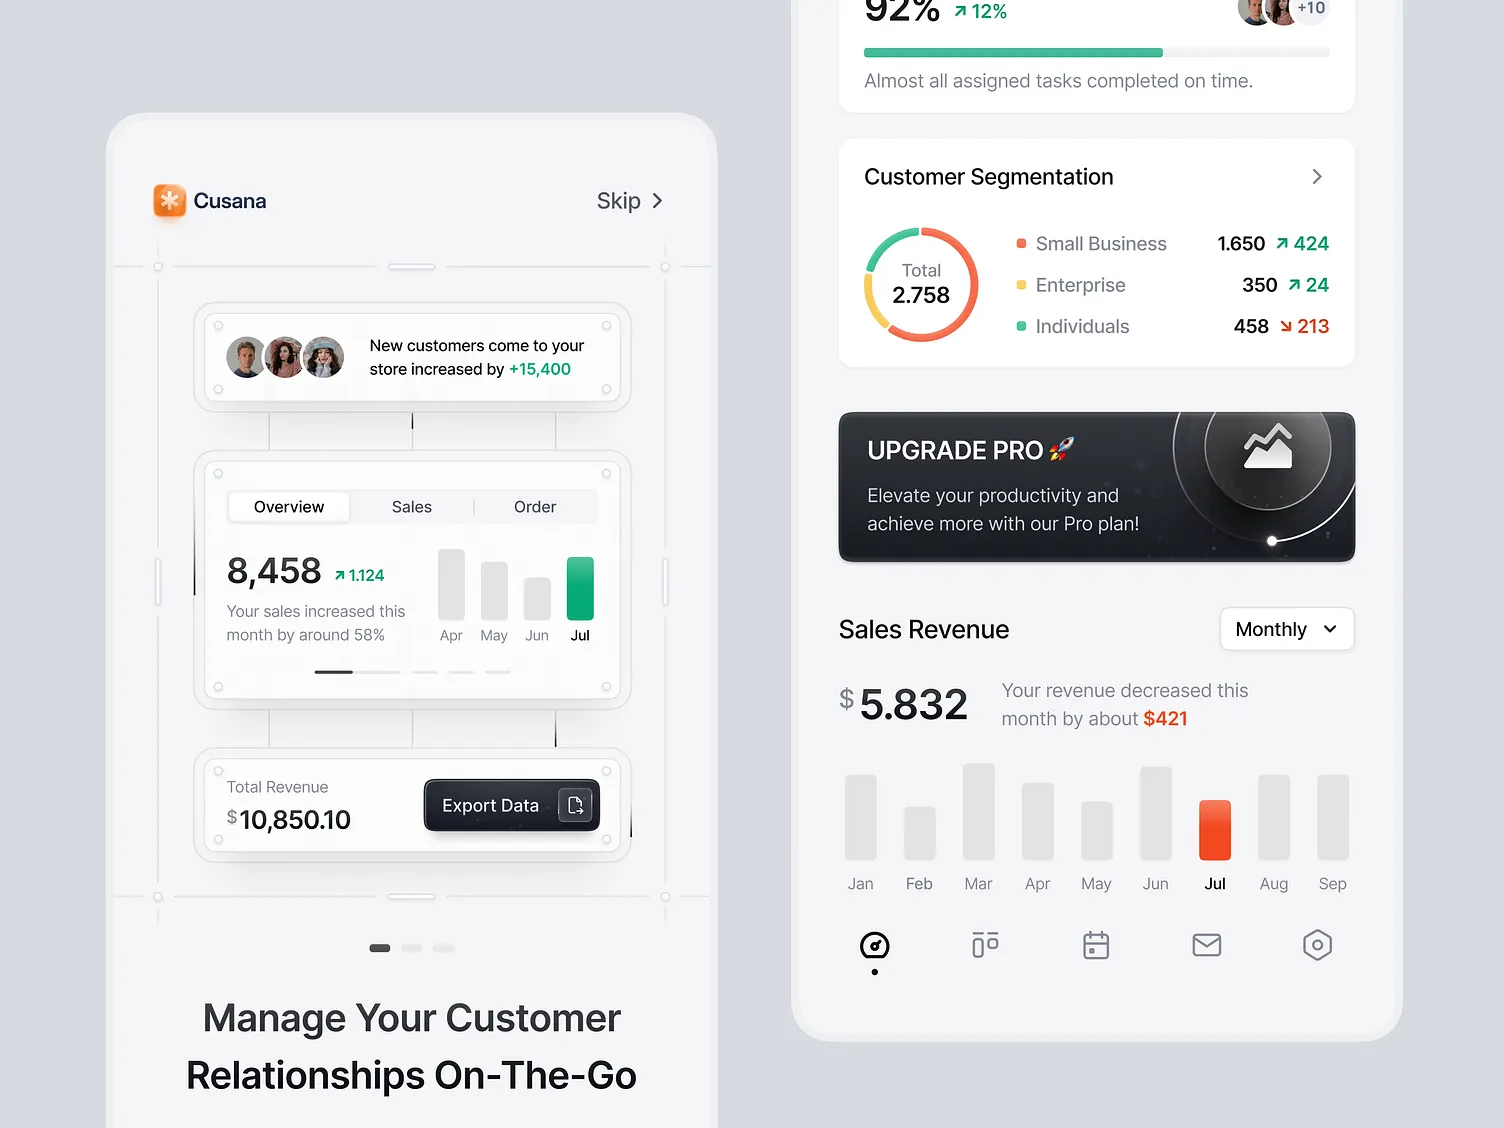 Cusana
Skip
New customers come to your
store increased by +15,400
Overview
Sales
Order
8,458
1.124
Your sales increased this
month by around 58%
Apr
May
Jun
Jul
Total Revenue
$10,850.10
Export Data
Manage Your Customer
Relationships On-The-Go
92%
12%
+10
Almost all assigned tasks completed on time.
Customer Segmentation
Total
2.758
Small Business 1.650 424
Enterprise 350 24
Individuals 458 213
UPGRADE PRO🚀
Elevate your productivity and
achieve more with our Pro plan!
Sales Revenue
Monthly
$5.832
Your revenue decreased this
month by about $421
Jan
Feb
Mar
Apr
May
Jun
Jul
Aug
Sep